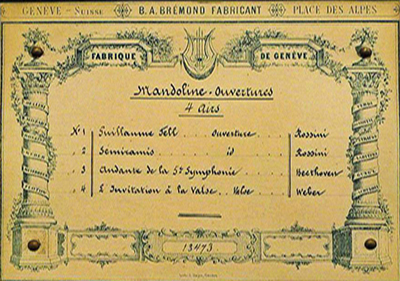 GENÈVE - SUISSE B. A. BRÉMOND FABRICANT PLACE DES ALPES
FABRIQUE DE GENÈVE
Mandoline-Ouvertures
4 Airs
No 1 Guillaume Tell Ouverture Rossini
2 Semiramis id Rossini
3 Andante de la 5e Symphonie Beethoven
4 L'Invitation à la Valse Valse Weber
13473